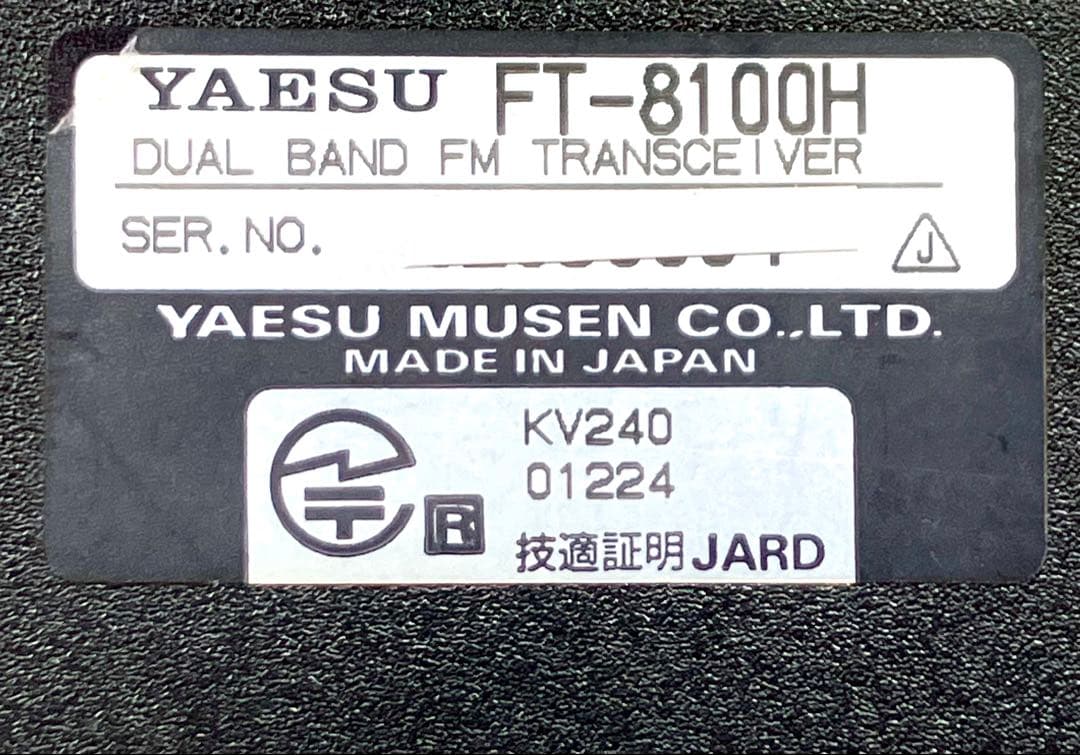 YAESU FT-8100H
DUAL BAND FM TRANSCEIVER
SER. NO.
J
YAESU MUSEN CO.,LTD.
MADE IN JAPAN
KV240
01224
R
技適証明 JARD